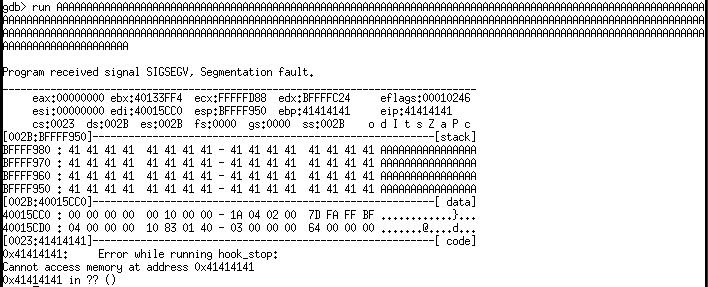 gdb> run AAAAAAAAAAAAAAAAAAAAAAAAAAAAAAAAAAAAAAAAAAAAAAAAAAAAAAAAAAAAAAAAAAAAAAAAAAAAAAAAAAAAAAAAAAAAAAAAAAAAAAAAAAAA
AAAAAAAAAAAAAAAAAAAAAAAAAAAAAAAAAAAAAAAAAAAAAAAAAAAAAAAAAAAAAAAAAAAAAAAAAAAAAAAAAAAAAAAAAAAAAAAAAAAAAAAAAAAAAAAAAAAAA
AAAAAAAAAAAAAAAAAAAAAAAAAAAAAAAAAAAAAAAAAAAAAAAAAAAAAAAAAAAAAAAAAAAAAAAAAAAAAAAAAAAAAAAAAAAAAAAAAAAAAAAAAAAAAAAAAAAAA
AAAAAAAAAAAAAAAAAAAAA
Program received signal SIGSEGV, Segmentation fault.
_______________________________________________________________________________
eax:00000000 ebx:40133FF4  ecx:FFFFFD88  edx:BFFFFC24     eflags:00010246
esi:00000000 edi:40015CC0  esp:BFFFF950  ebp:41414141     eip:41414141
cs:0023  ds:002B  es:002B  fs:0000  gs:0000  ss:002B    o d I t s Z a P c
[002B:BFFFF950]---------------------------------------------------------[stack]
BFFFF980 : 41 41 41 41  41 41 41 41 - 41 41 41 41  41 41 41 41 AAAAAAAAAAAAAAAA
BFFFF970 : 41 41 41 41  41 41 41 41 - 41 41 41 41  41 41 41 41 AAAAAAAAAAAAAAAA
BFFFF960 : 41 41 41 41  41 41 41 41 - 41 41 41 41  41 41 41 41 AAAAAAAAAAAAAAAA
BFFFF950 : 41 41 41 41  41 41 41 41 - 41 41 41 41  41 41 41 41 AAAAAAAAAAAAAAAA
[002B:40015CC0]---------------------------------------------------------[ data]
40015CC0 : 00 00 00 00  00 10 00 00 - 1A 04 02 00  7D FA FF BF ............}...
40015CD0 : 04 00 00 00  10 83 01 40 - 03 00 00 00  64 00 00 00 .......@....d...
[0023:41414141]---------------------------------------------------------[ code]
0x41414141:     Error while running hook_stop:
Cannot access memory at address 0x41414141
0x41414141 in ?? ()